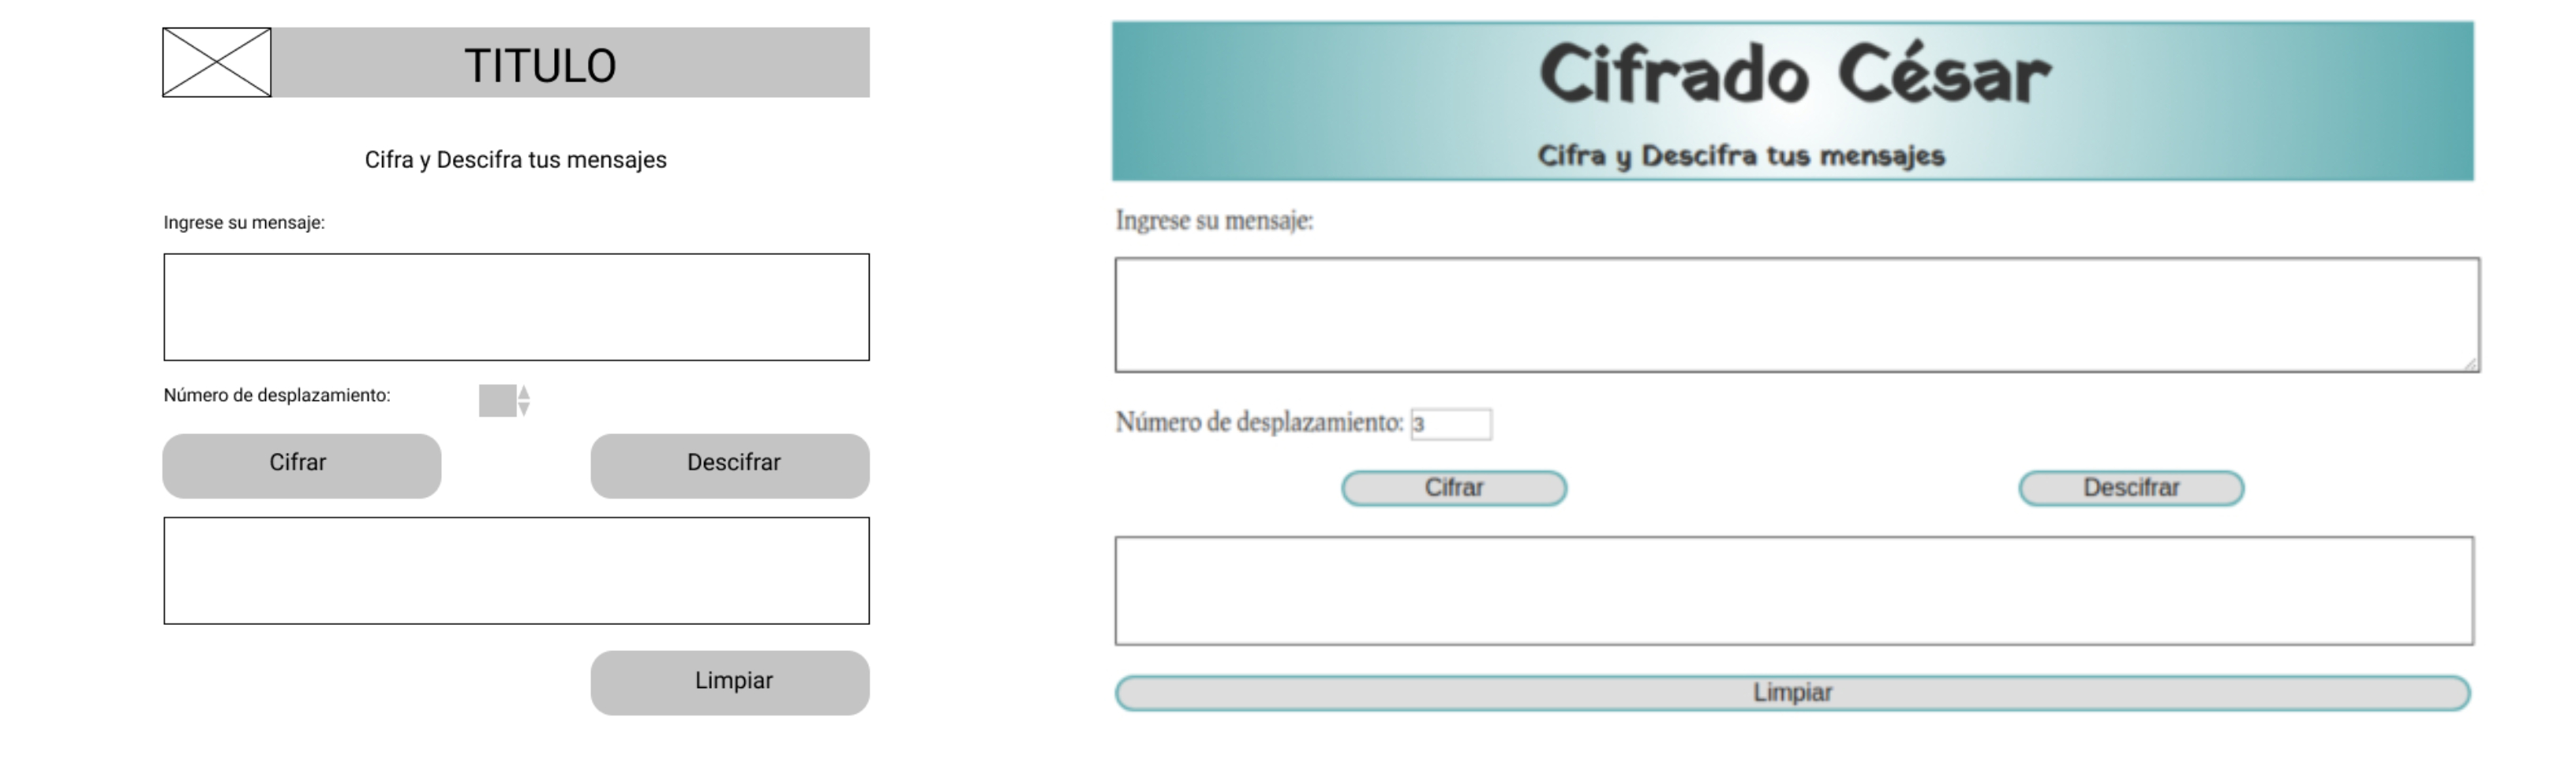 TITULO
Cifra y Descifra tus mensajes
Ingrese su mensaje:
Número de desplazamiento:
Cifrar
Descifrar
Limpiar
Cifrado César
Cifra y Descifra tus mensajes
Ingrese su mensaje:
Número de desplazamiento: 3
Cifrar
Descifrar
Limpiar